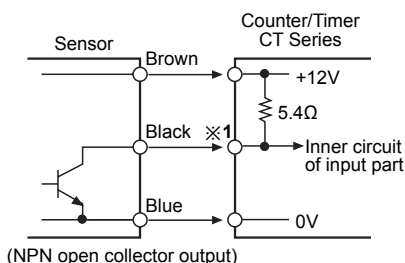 Counter/Timer
CT Series
Sensor
Brown
+12V
5.4Ω
Black ※1
Inner circuit
of input part
Blue
0V
(NPN open collector output)